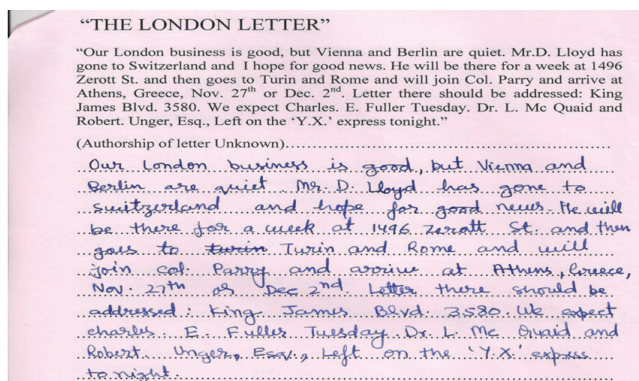 “THE LONDON LETTER”
“Our London business is good, but Vienna and Berlin are quiet. Mr.D. Lloyd has
gone to Switzerland and I hope for good news. He will be there for a week at 1496
Zerott St. and then goes to Turin and Rome and will join Col. Parry and arrive at
Athens, Greece, Nov. 27th or Dec. 2nd. Letter there should be addressed: King
James Blvd. 3580. We expect Charles. E. Fuller Tuesday. Dr. L. Mc Quaid and
Robert. Unger, Esq., Left on the ‘Y.X.’ express tonight.”
(Authorship of letter Unknown)
Our London business is good, but Vienna and
Berlin are quiet. Mr. D. Lloyd has gone to
Switzerland and hope for good news. He will
be there for a week at 1496 Zerott St. and then
goes to turin Turin and Rome and will
join col. Parry and arrive at Athens, Greece,
Nov. 27th or Dec 2nd. Letter there should be
addressed: King James Blvd. 3580. We expect
charles. E. Fuller Tuesday. Dr. L. Mc Quaid and
Robert. Unger, Esq., Left on the ‘Y.X.’ express
tonight.